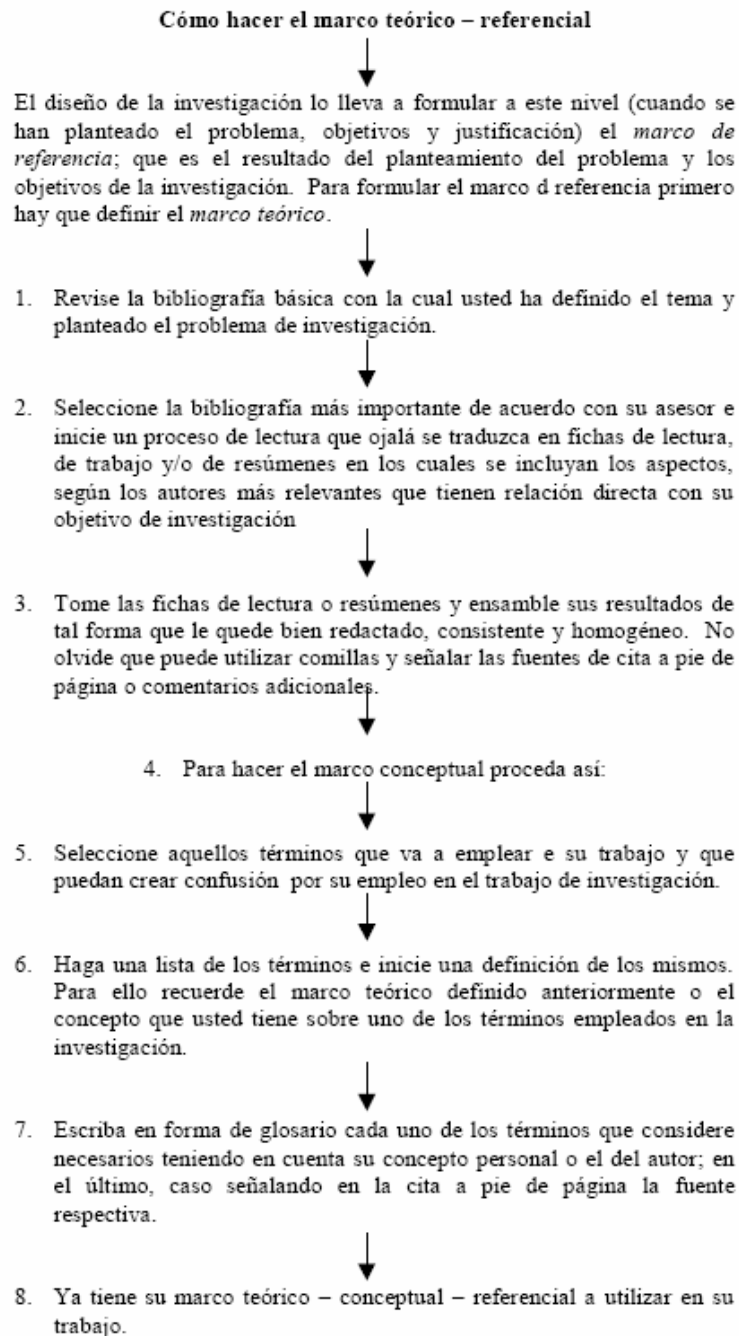 Cómo hacer el marco teórico – referencial
El diseño de la investigación lo lleva a formular a este nivel (cuando se
han planteado el problema, objetivos y justificación) el marco de
referencia; que es el resultado del planteamiento del problema y los
objetivos de la investigación. Para formular el marco d referencia primero
hay que definir el marco teórico.
1. Revise la bibliografía básica con la cual usted ha definido el tema y
planteado el problema de investigación.
2. Seleccione la bibliografía más importante de acuerdo con su asesor e
inicie un proceso de lectura que ojalá se traduzca en fichas de lectura,
de trabajo y/o de resúmenes en los cuales se incluyan los aspectos,
según los autores más relevantes que tienen relación directa con su
objetivo de investigación
3. Tome las fichas de lectura o resúmenes y ensamble sus resultados de
tal forma que le quede bien redactado, consistente y homogéneo. No
olvide que puede utilizar comillas y señalar las fuentes de cita a pie de
página o comentarios adicionales.
4. Para hacer el marco conceptual proceda así:
5. Seleccione aquellos términos que va a emplear e su trabajo y que
puedan crear confusión por su empleo en el trabajo de investigación.
6. Haga una lista de los términos e inicie una definición de los mismos.
Para ello recuerde el marco teórico definido anteriormente o el
concepto que usted tiene sobre uno de los términos empleados en la
investigación.
7. Escriba en forma de glosario cada uno de los términos que considere
necesarios teniendo en cuenta su concepto personal o el del autor; en
el último, caso señalando en la cita a pie de página la fuente
respectiva.
8. Ya tiene su marco teórico – conceptual – referencial a utilizar en su
trabajo.